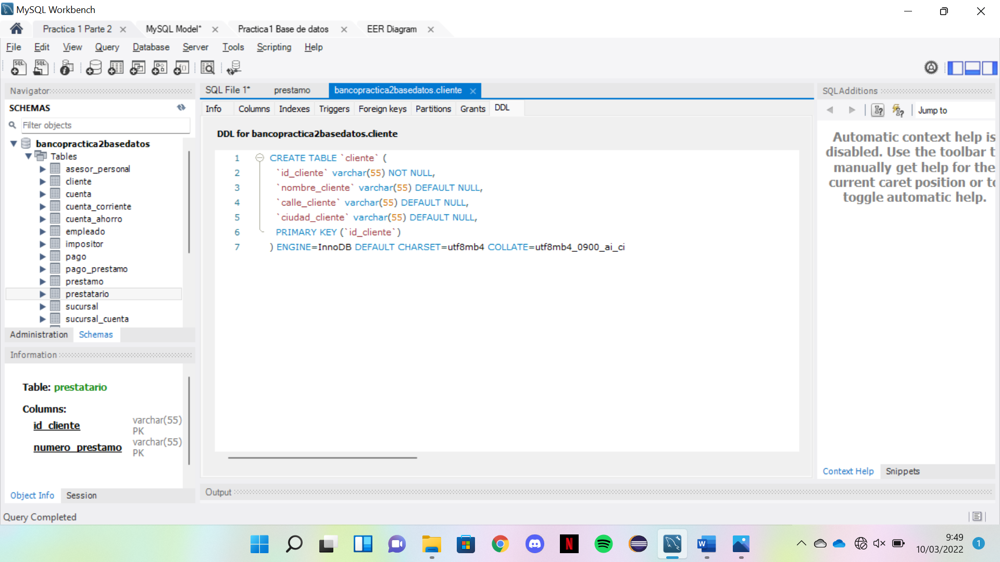 MySQL Workbench
Practica 1 Parte 2
MySQL Model*
Practica1 Base de datos
EER Diagram
File Edit View Query Database Server Tools Scripting Help
Navigator
SCHEMAS
Filter objects
bancopractica2basedatos
Tables
asesor_personal
cliente
cuenta
cuenta_corriente
cuenta_ahorro
empleado
impositor
pago
pago_prestamo
prestamo
prestatario
sucursal
sucursal_cuenta
Administration Schemas
Information
Table: prestatario
Columns:
id_cliente varchar(55) PK
numero_prestamo varchar(55) PK
Object Info Session
Query Completed
SQL File 1* prestamo bancopractica2basedatos.cliente
Info Columns Indexes Triggers Foreign keys Partitions Grants DDL
DDL for bancopractica2basedatos.cliente
1 CREATE TABLE `cliente` (
2 `id_cliente` varchar(55) NOT NULL,
3 `nombre_cliente` varchar(55) DEFAULT NULL,
4 `calle_cliente` varchar(55) DEFAULT NULL,
5 `ciudad_cliente` varchar(55) DEFAULT NULL,
6 PRIMARY KEY (`id_cliente`)
7 ) ENGINE=InnoDB DEFAULT CHARSET=utf8mb4 COLLATE=utf8mb4_0900_ai_ci
Output
SQLAdditions
Jump to
Automatic context help is
disabled. Use the toolbar t
manually get help for the
current caret position or to
toggle automatic help.
Context Help Snippets
9:49
10/03/2022
1